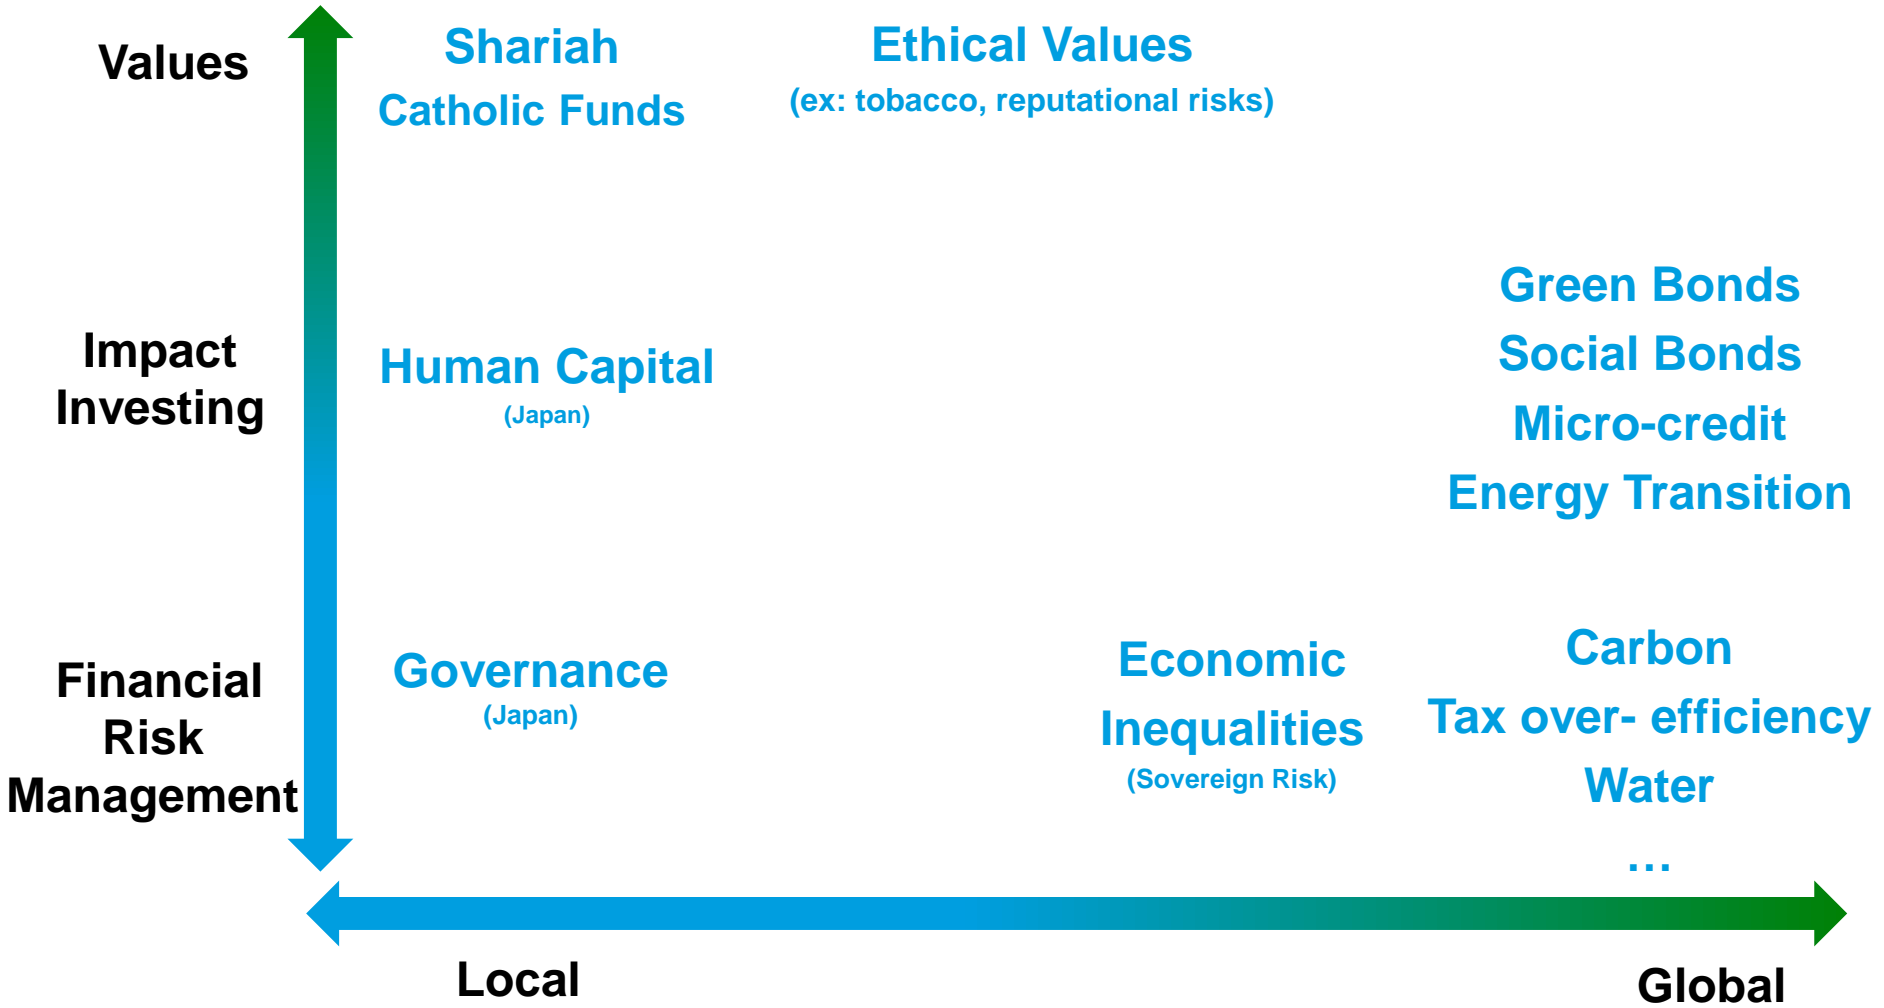 Values
Shariah
Catholic Funds
Ethical Values
(ex: tobacco, reputational risks)
Impact
Investing
Human Capital
(Japan)
Green Bonds
Social Bonds
Micro-credit
Energy Transition
Financial
Risk
Management
Governance
(Japan)
Economic
Inequalities
(Sovereign Risk)
Carbon
Tax over- efficiency
Water
...
Local
Global